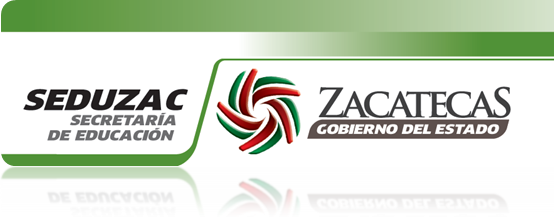 SEDUZAC
SECRETARÍA
DE EDUCACIÓN
ZACATECAS
GOBIERNO DEL ESTADO